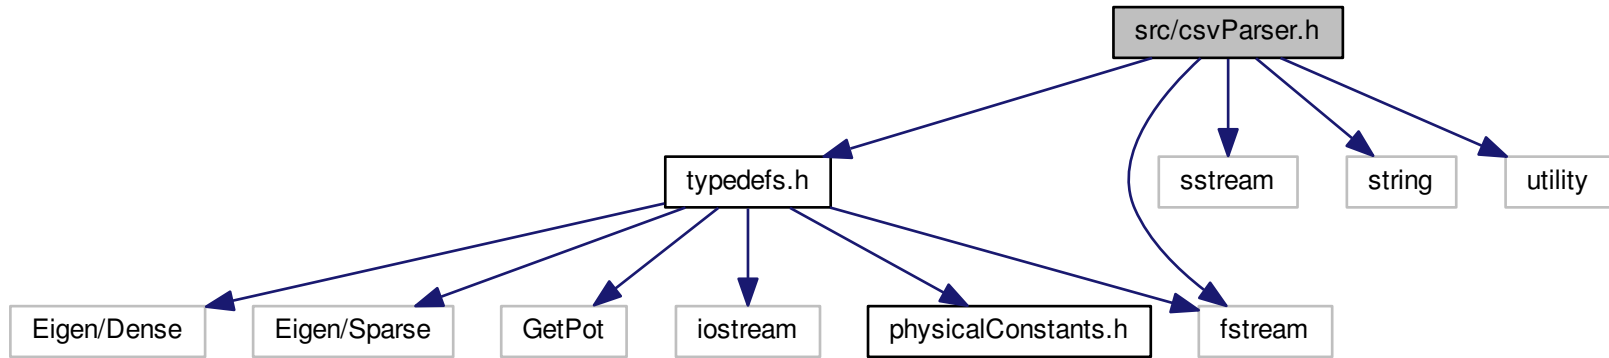 src/csvParser.h
typedefs.h
sstream
string
utility
Eigen/Dense
Eigen/Sparse
GetPot
iostream
physicalConstants.h
fstream